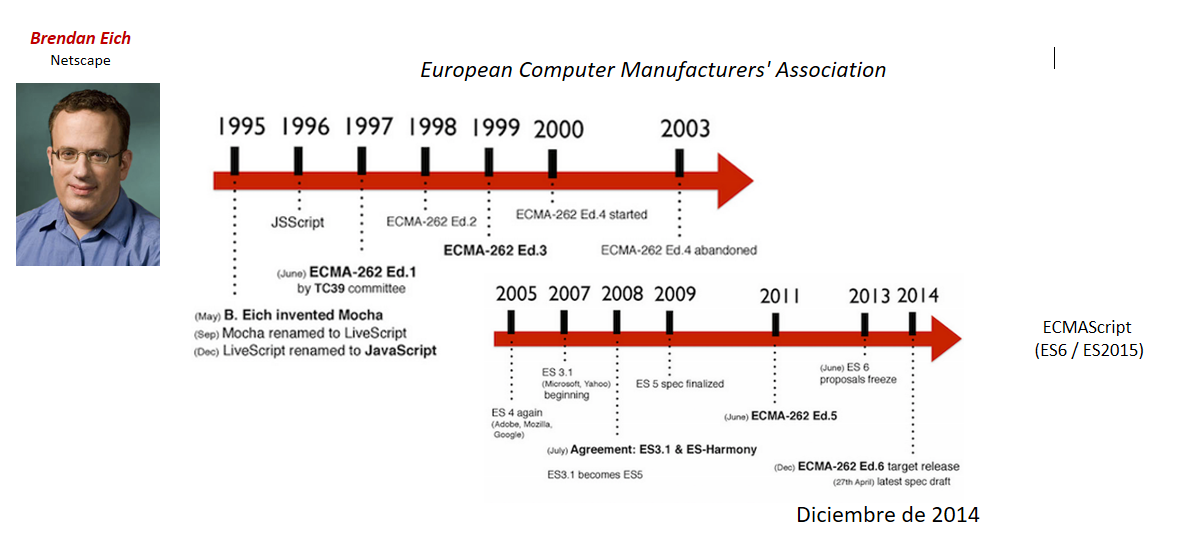 Brendan Eich
Netscape
European Computer Manufacturers' Association
1995 1996 1997 1998 1999 2000 2003
JSScript
ECMA-262 Ed.2
ECMA-262 Ed.4 started
ECMA-262 Ed.3
ECMA-262 Ed.4 abandoned
(June) ECMA-262 Ed.1
by TC39 committee
(May) B. Eich invented Mocha
(Sep) Mocha renamed to LiveScript
(Dec) LiveScript renamed to JavaScript
2005 2007 2008 2009 2011 2013 2014
ECMAScript
(ES6 / ES2015)
ES 3.1
(Microsoft, Yahoo)
beginning
ES 5 spec finalized
(June) ES 6
proposals freeze
ES 4 again
(Adobe, Mozilla,
Google)
(June) ECMA-262 Ed.5
(July) Agreement: ES3.1 & ES-Harmony
ES3.1 becomes ES5
(Dec) ECMA-262 Ed.6 target release
(27th April) latest spec draft
Diciembre de 2014